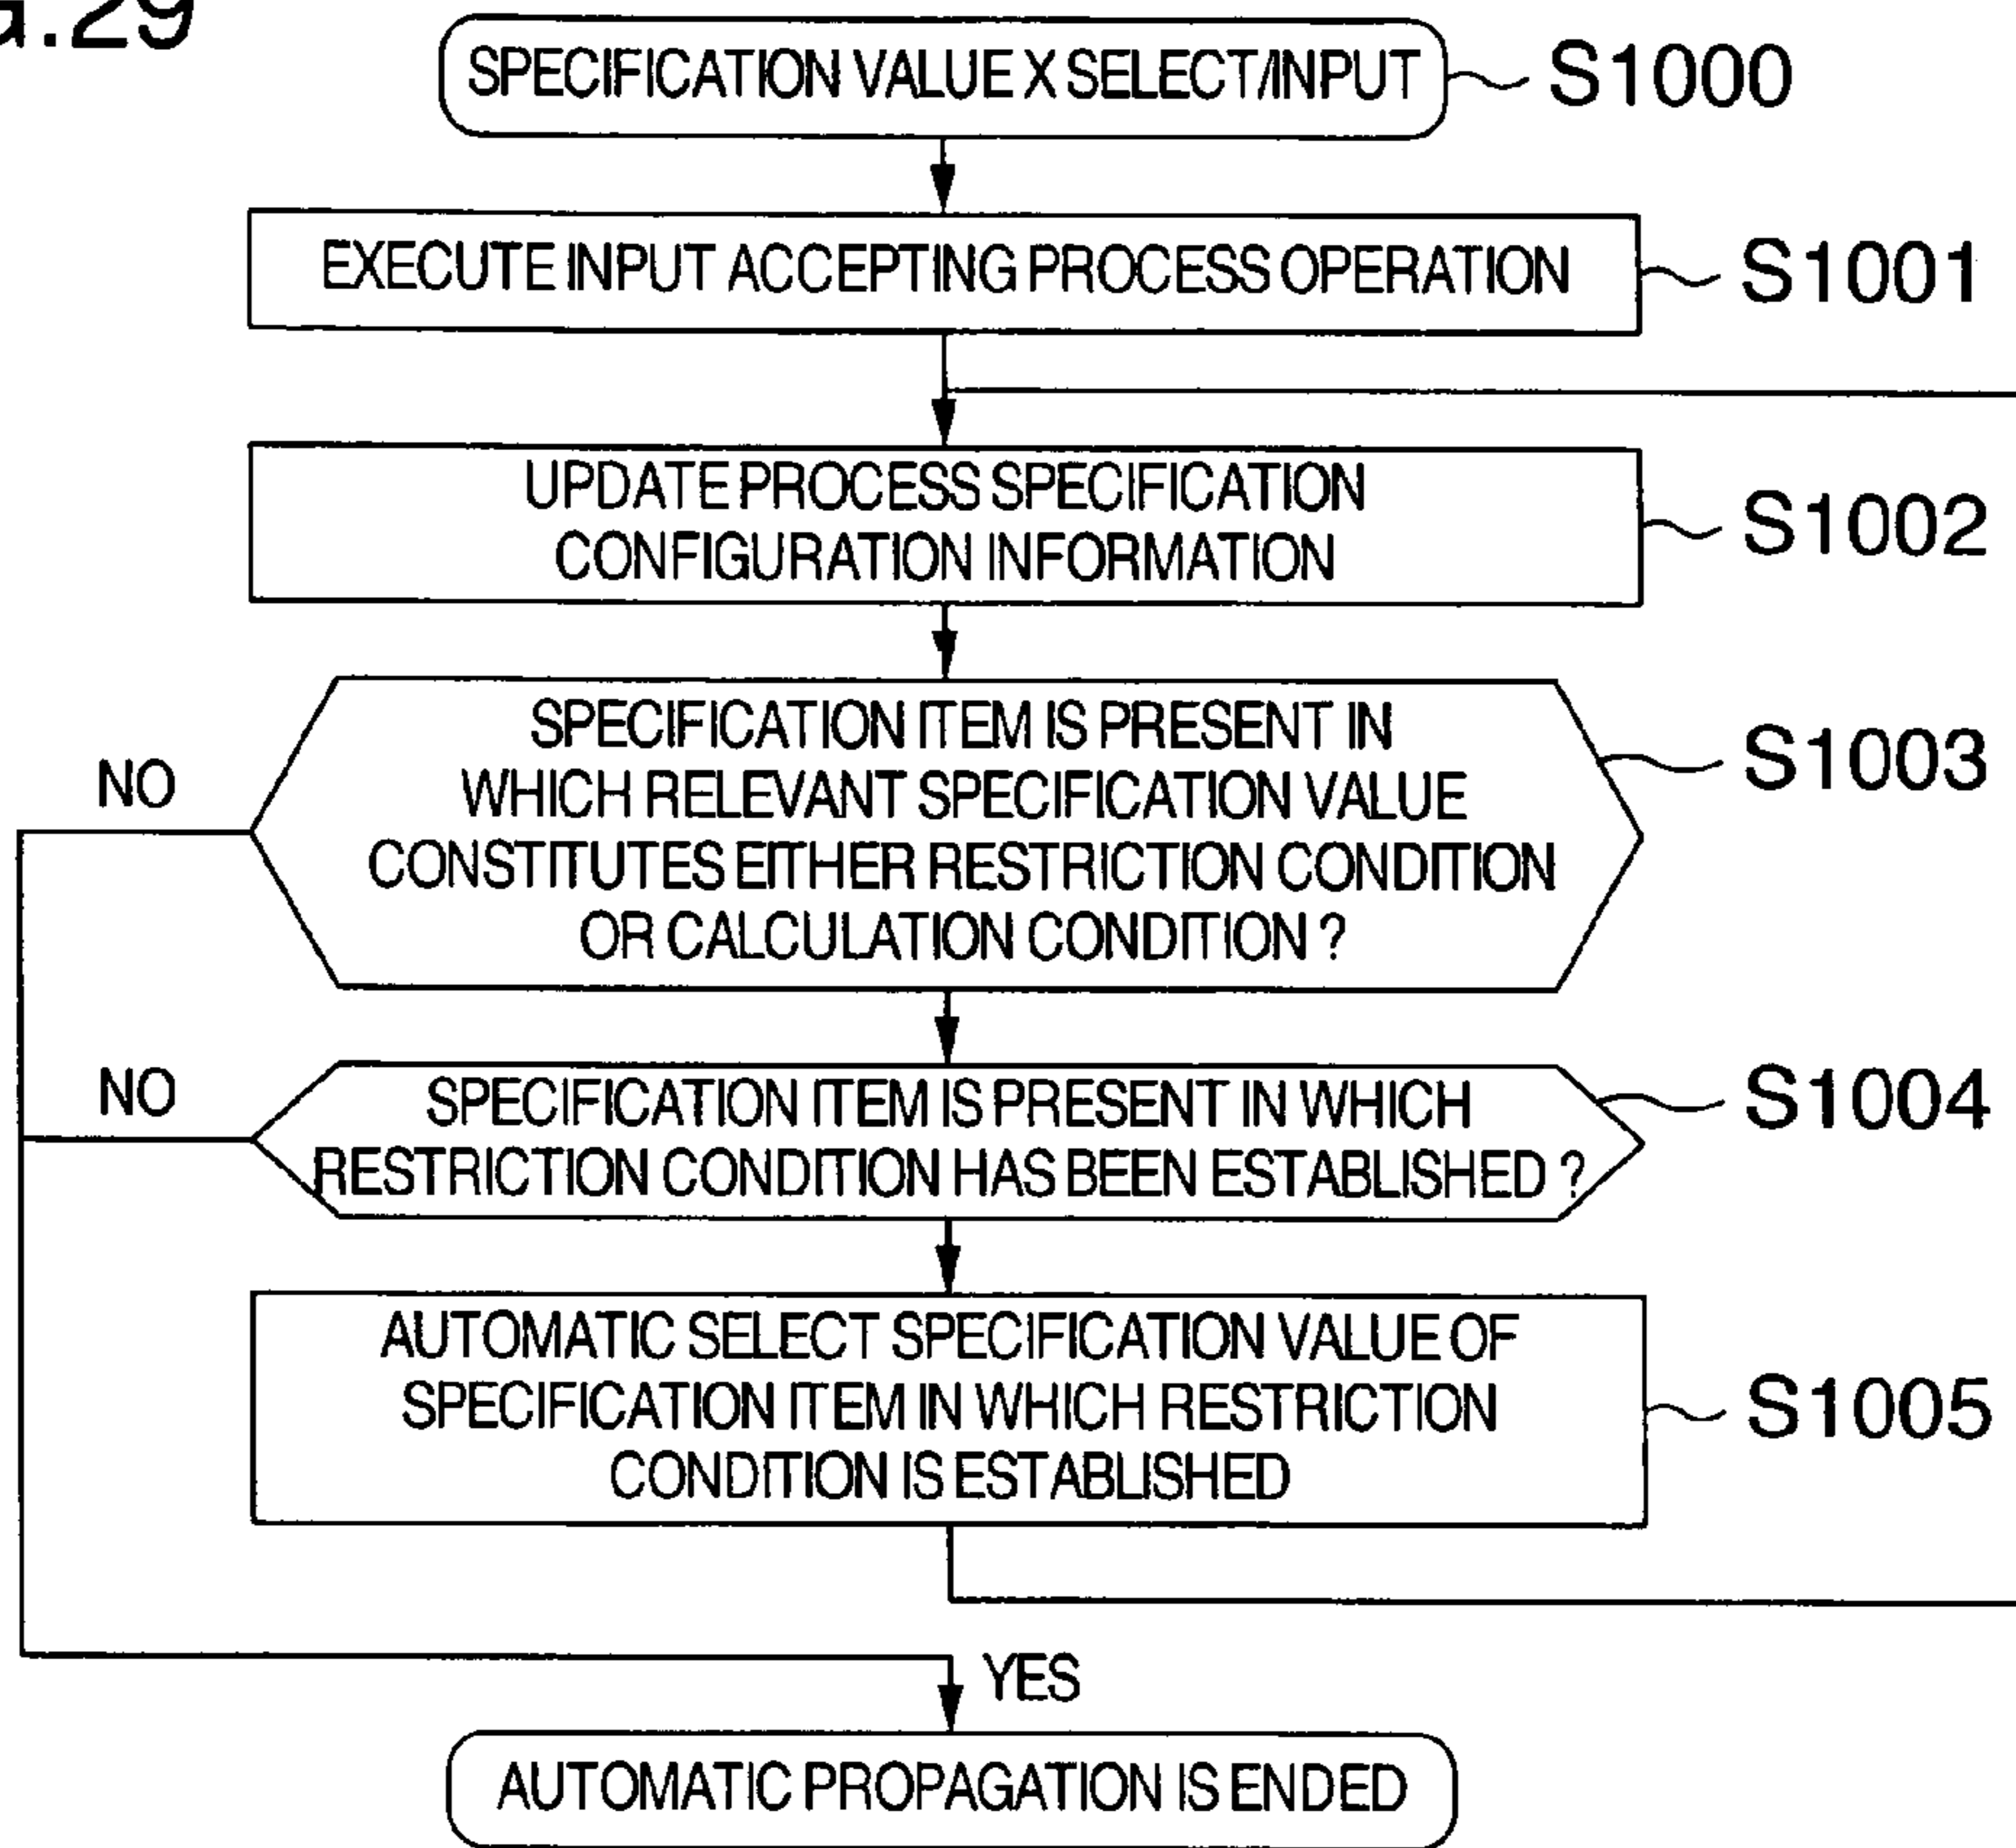 .29
SPECIFICATION VALUE X SELECT/INPUT
S1000
EXECUTE INPUT ACCEPTING PROCESS OPERATION
S1001
UPDATE PROCESS SPECIFICATION
CONFIGURATION INFORMATION
S1002
SPECIFICATION ITEM IS PRESENT IN
WHICH RELEVANT SPECIFICATION VALUE
CONSTITUTES EITHER RESTRICTION CONDITION
OR CALCULATION CONDITION ?
S1003
NO
SPECIFICATION ITEM IS PRESENT IN WHICH
RESTRICTION CONDITION HAS BEEN ESTABLISHED ?
S1004
NO
AUTOMATIC SELECT SPECIFICATION VALUE OF
SPECIFICATION ITEM IN WHICH RESTRICTION
CONDITION IS ESTABLISHED
S1005
YES
AUTOMATIC PROPAGATION IS ENDED